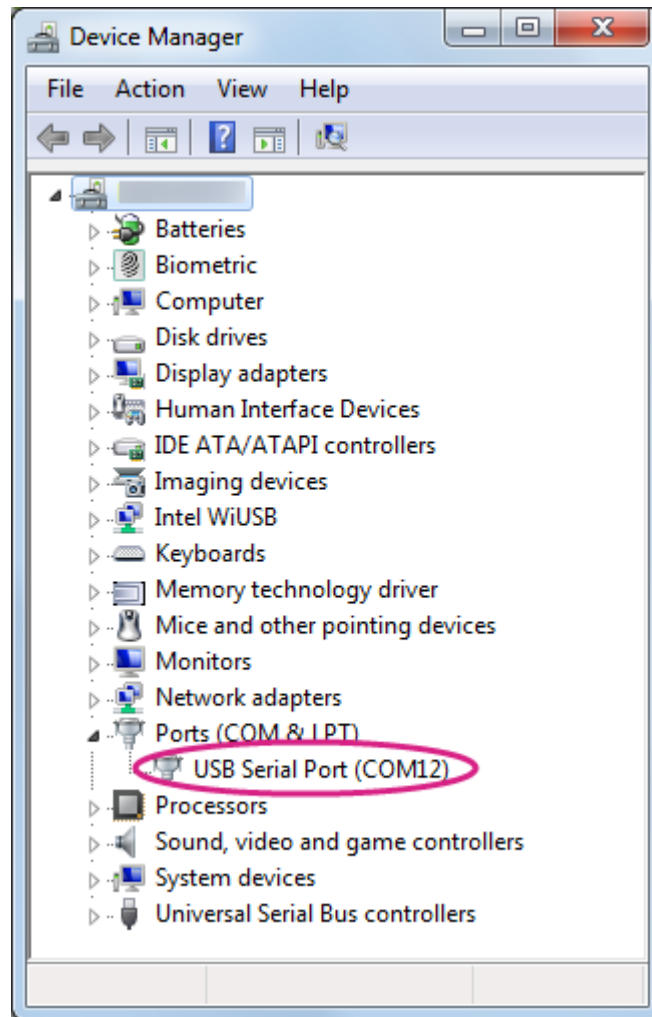 Device Manager
File Action View Help
Batteries
Biometric
Computer
Disk drives
Display adapters
Human Interface Devices
IDE ATA/ATAPI controllers
Imaging devices
Intel WiUSB
Keyboards
Memory technology driver
Mice and other pointing devices
Monitors
Network adapters
Ports (COM & LPT)
USB Serial Port (COM12)
Processors
Sound, video and game controllers
System devices
Universal Serial Bus controllers